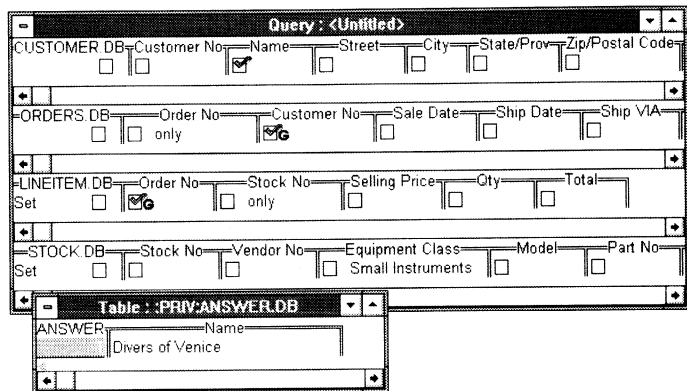 Query : <Untitled>
CUSTOMER.DB Customer No Name Street City State/Prov Zip/Postal Code
ORDERS.DB Order No Customer No Sale Date Ship Date Ship VIA
only G
LINEITEM.DB Order No Stock No Selling Price Qty Total
Set G only
STOCK.DB Stock No Vendor No Equipment Class Model Part No
Set Small Instruments
Table : :PRIV:ANSWER.DB
ANSWER Name
Divers of Venice